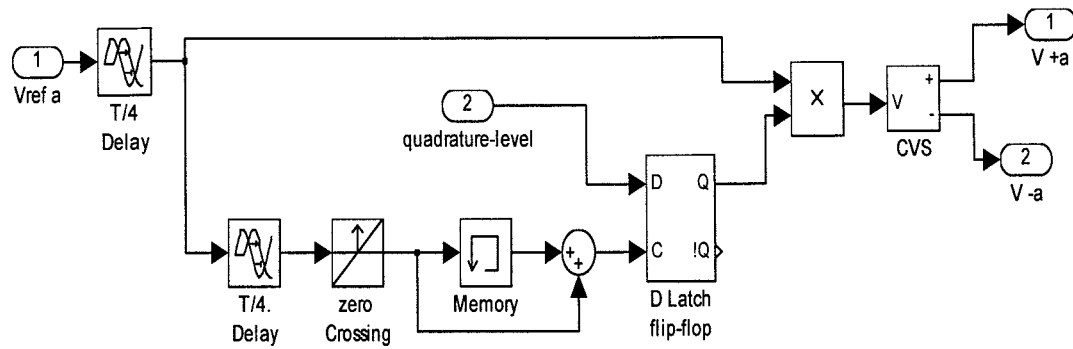 1
Vref a
T/4
Delay
2
quadrature-level
X
V
+
-
CVS
1
V +a
2
V -a
T/4.
Delay
zero
Crossing
Memory
+
+
D
Q
C
!Q
D Latch
flip-flop